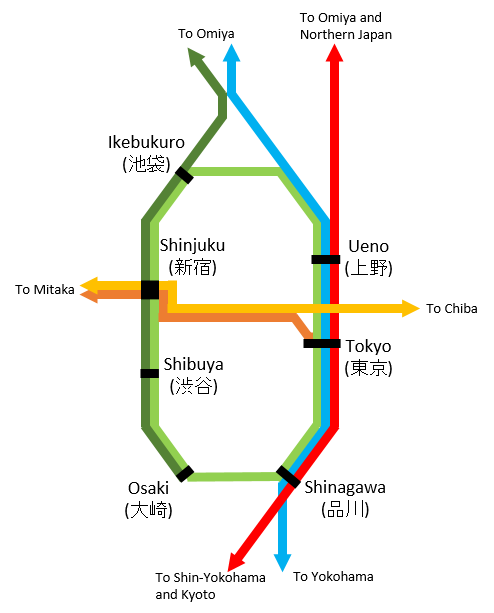 To Omiya and
Northern Japan
To Omiya
Ikebukuro
(池袋)
Shinjuku
(新宿)
Ueno
(上野)
To Mitaka
To Chiba
Tokyo
(東京)
Shibuya
(渋谷)
Osaki
(大崎)
Shinagawa
(品川)
To Shin-Yokohama
and Kyoto
To Yokohama